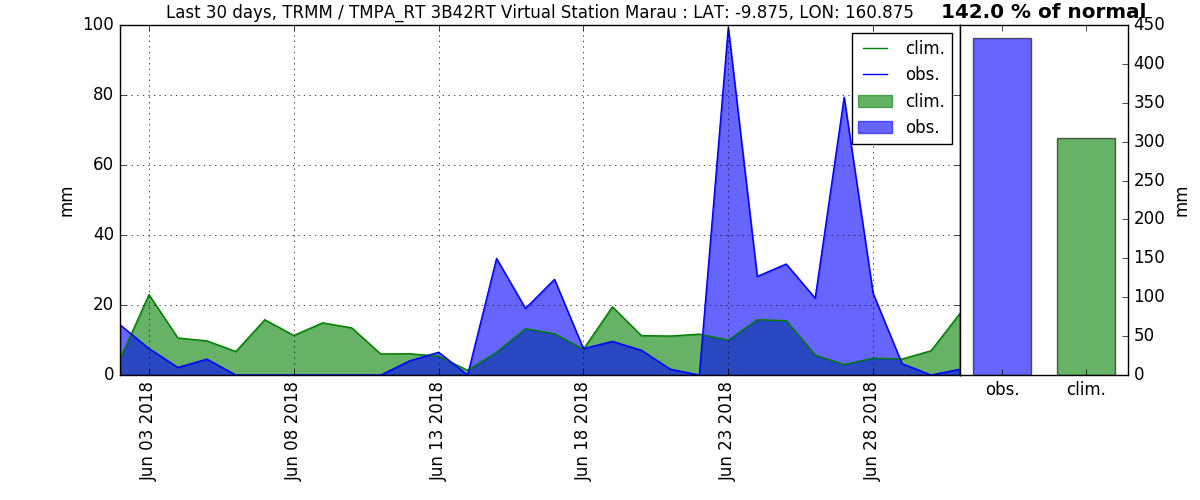 Last 30 days, TRMM / TMPA_RT 3B42RT Virtual Station Marau : LAT: -9.875, LON: 160.875
142.0 % of normal
100
80
60
40
20
0
mm
clim.
obs.
clim.
obs.
Jun 03 2018
Jun 08 2018
Jun 13 2018
Jun 18 2018
Jun 23 2018
Jun 28 2018
450
400
350
300
250
200
150
100
50
0
mm
obs.
clim.